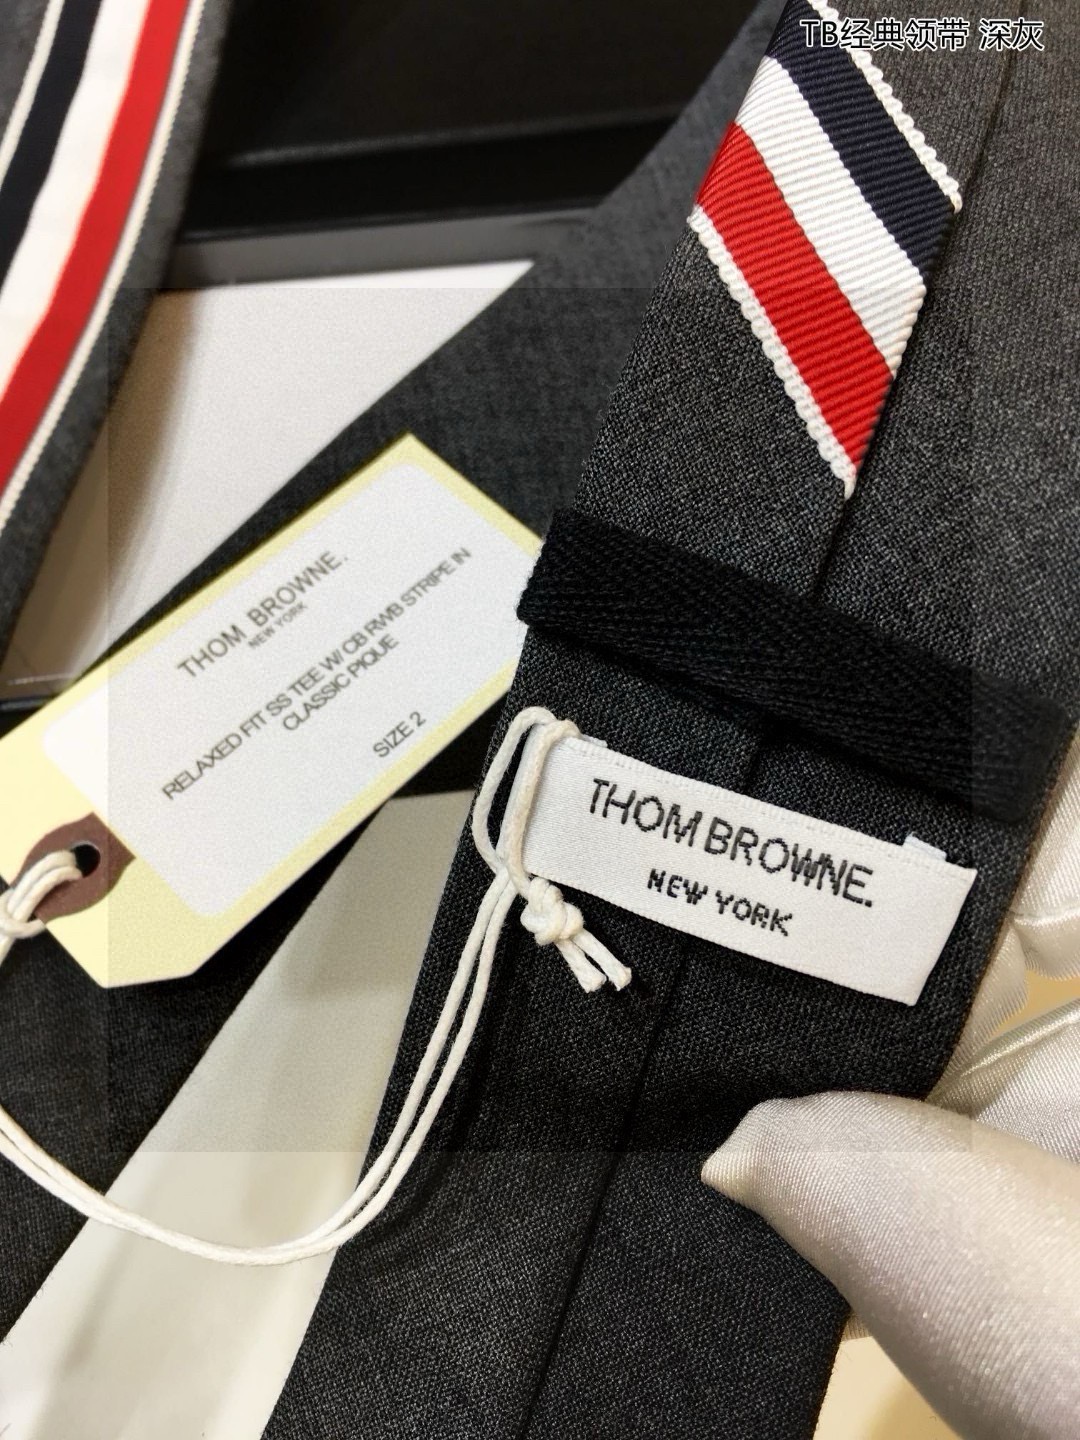 TB经典领带 深灰
THOM BROWNE.
NEW YORK
RELAXED FIT SS TEE W/ CB RWB STRIPE IN
CLASSIC PIQUE
SIZE 2
THOM BROWNE.
NEW YORK